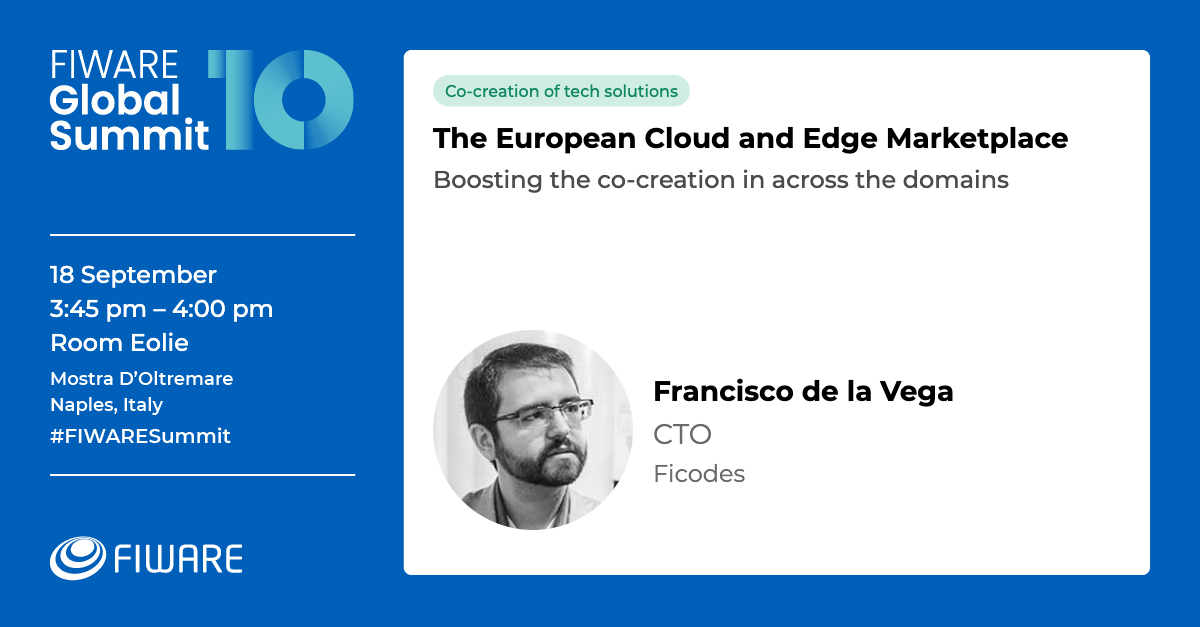 FIWARE
Global
Summit 10
18 September
3:45 pm – 4:00 pm
Room Eolie
Mostra D’Oltremare
Naples, Italy
#FIWARESummit
FIWARE
Co-creation of tech solutions
The European Cloud and Edge Marketplace
Boosting the co-creation in across the domains
Francisco de la Vega
CTO
Ficodes